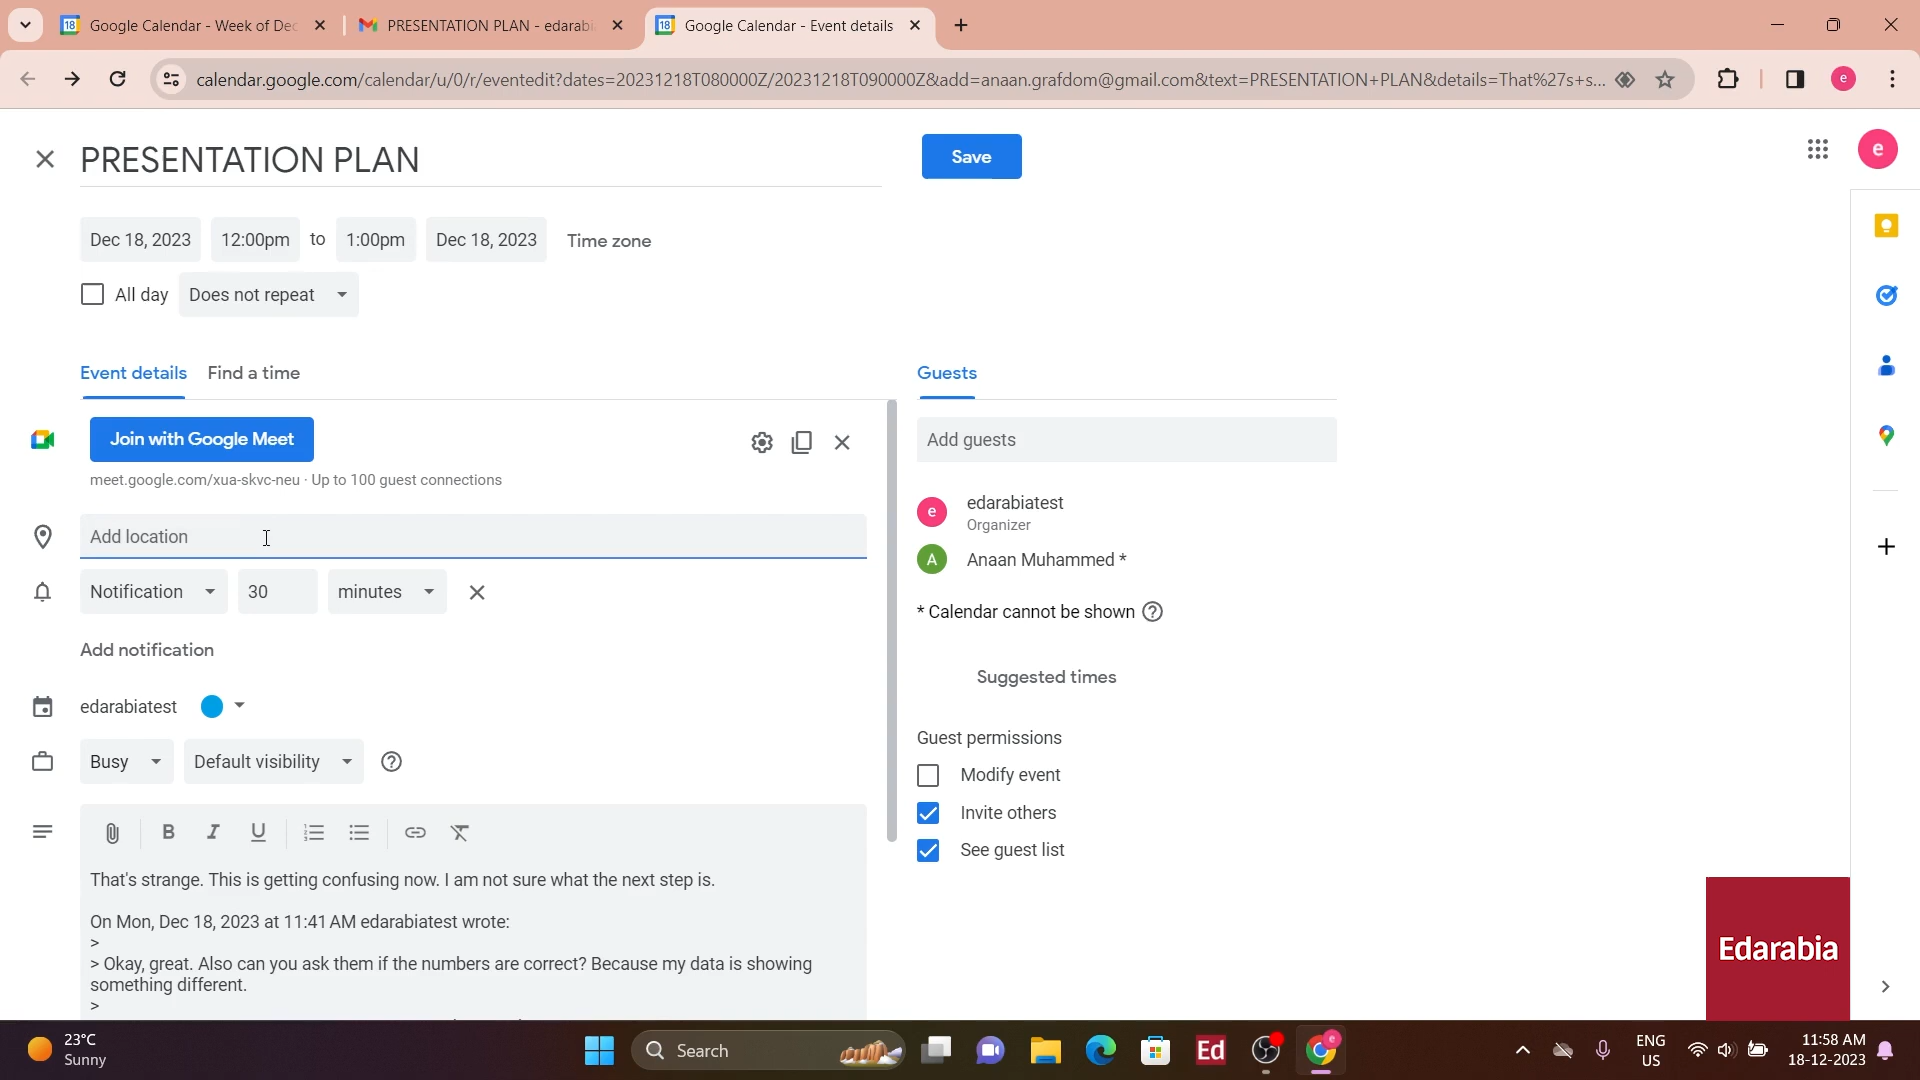 Google Calendar - Week of Dec
PRESENTATION PLAN - edarabi
Google Calendar - Event details
calendar.google.com/calendar/u/0/r/eventedit?dates=20231218T080000Z/20231218T090000Z&add=anaan.grafdom@gmail.com&text=PRESENTATION+PLAN&details=That%27s+s...
e
PRESENTATION PLAN
Save
e
Dec 18, 2023 12:00pm to 1:00pm Dec 18, 2023 Time zone
All day Does not repeat
Event details Find a time
Join with Google Meet
meet.google.com/xua-skvc-neu · Up to 100 guest connections
Add location
Notification 30 minutes
Add notification
edarabiatest
Busy Default visibility
B I U
That's strange. This is getting confusing now. I am not sure what the next step is.
On Mon, Dec 18, 2023 at 11:41 AM edarabiatest wrote:
>
> Okay, great. Also can you ask them if the numbers are correct? Because my data is showing
something different.
>
Guests
Add guests
e edarabiatest
Organizer
A Anaan Muhammed *
* Calendar cannot be shown
Suggested times
Guest permissions
Modify event
Invite others
See guest list
Edarabia
23°C
Sunny
Search
Ed
ENG
US
11:58 AM
18-12-2023